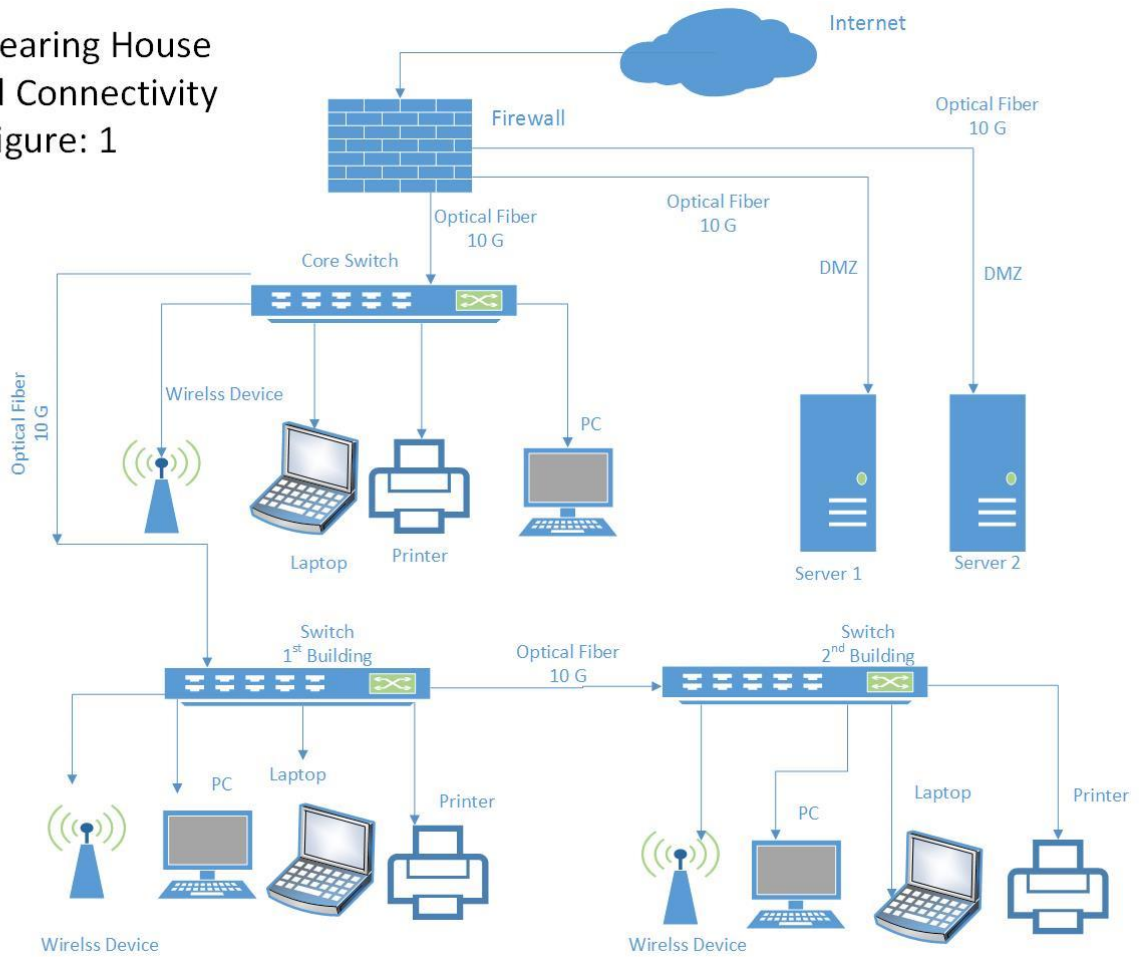 earing House
Connectivity
igure: 1
Internet
Firewall
Optical Fiber
10 G
Optical Fiber
10 G
Optical Fiber
10 G
DMZ
DMZ
Core Switch
Optical Fiber
10 G
Wirelss Device
PC
Laptop
Printer
Server 1
Server 2
Switch
1st Building
Optical Fiber
10 G
Switch
2nd Building
PC
Laptop
Printer
Wirelss Device
PC
Laptop
Printer
Wirelss Device